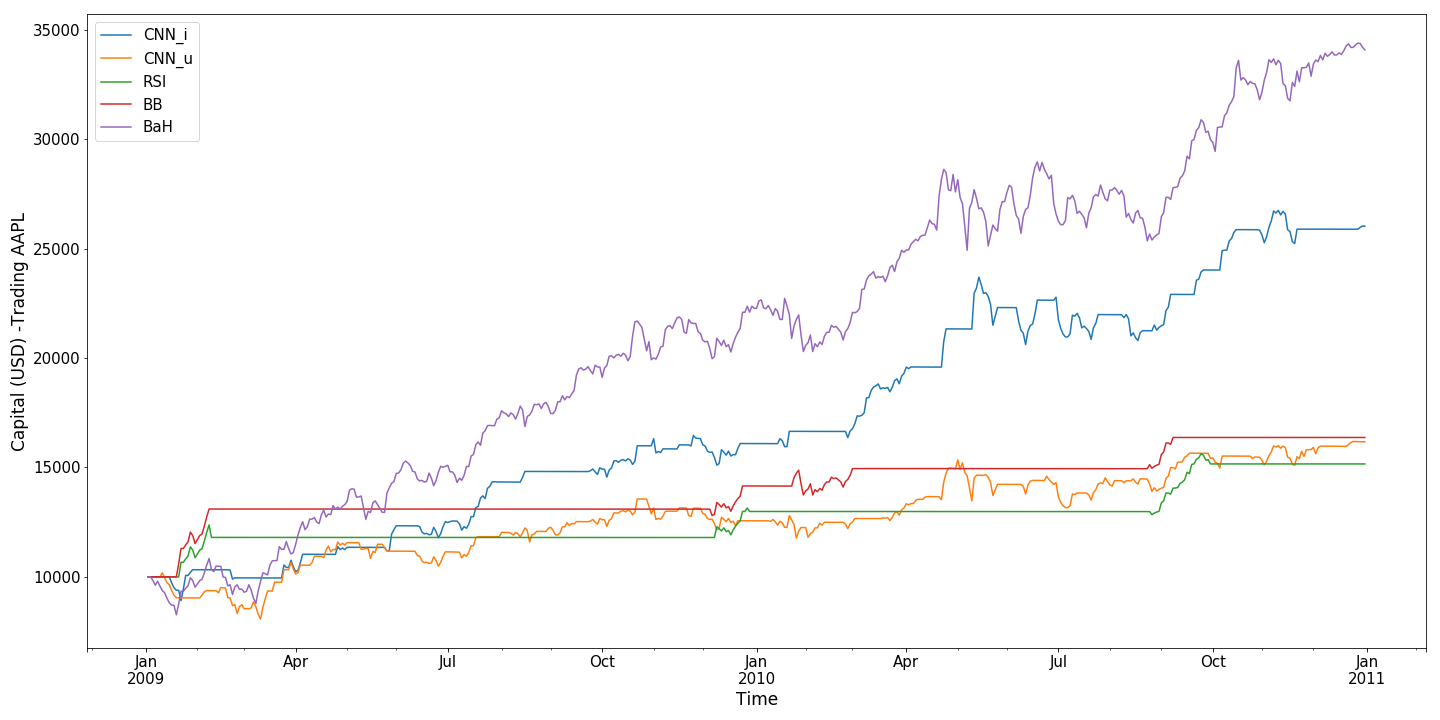 35000
30000
25000
20000
15000
10000
Capital (USD) -Trading AAPL
CNN_i
CNN_u
RSI
BB
BaH
Jan Apr Jul Oct Jan Apr Jul Oct Jan
2009 2010 2011
Time